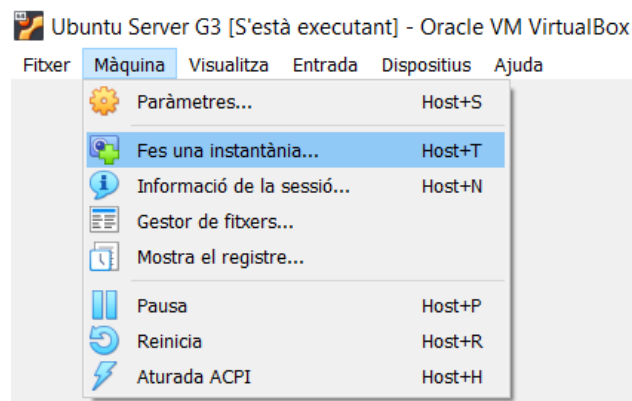 Ubuntu Server G3 [S'està executant] - Oracle VM VirtualBox
Fitxer Màquina Visualitza Entrada Dispositius Ajuda
Paràmetres... Host+S
Fes una instantània... Host+T
Informació de la sessió... Host+N
Gestor de fitxers...
Mostra el registre...
Pausa Host+P
Reinicia Host+R
Aturada ACPI Host+H